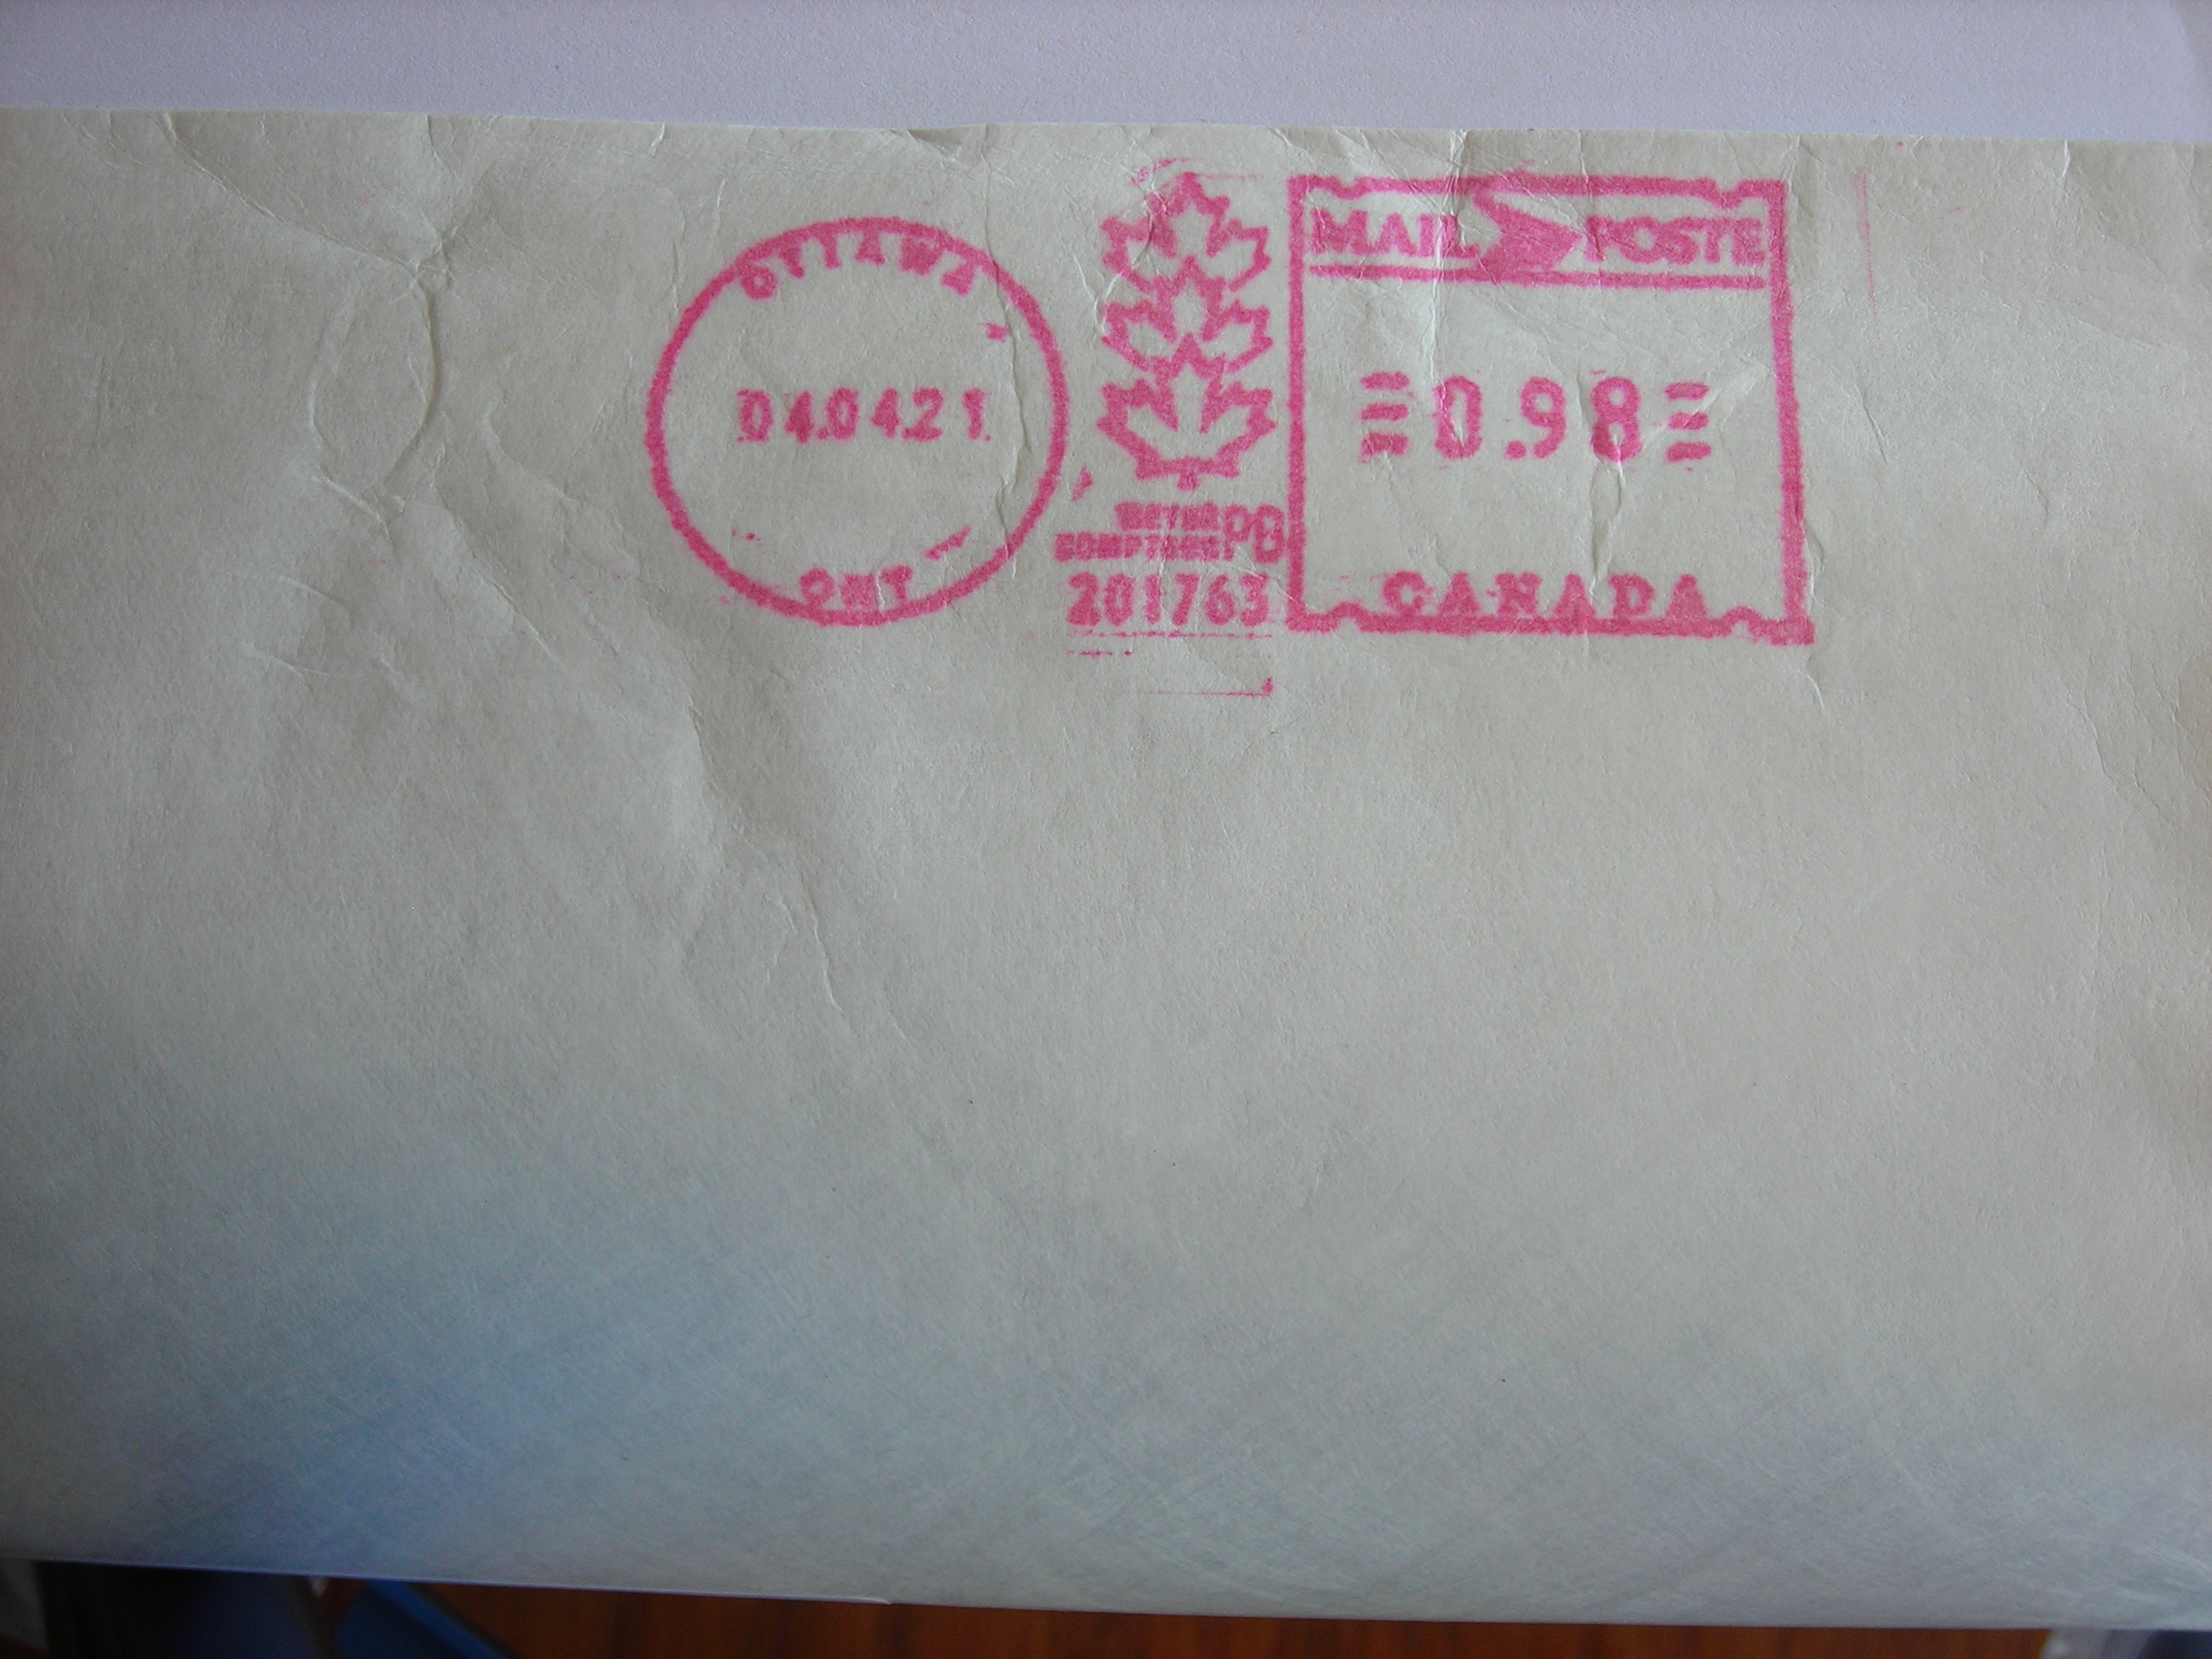 OTTAWA
04.04.21
ONT
METER
COMPTEUR PB
201763
MAIL POSTE
0.98
CANADA